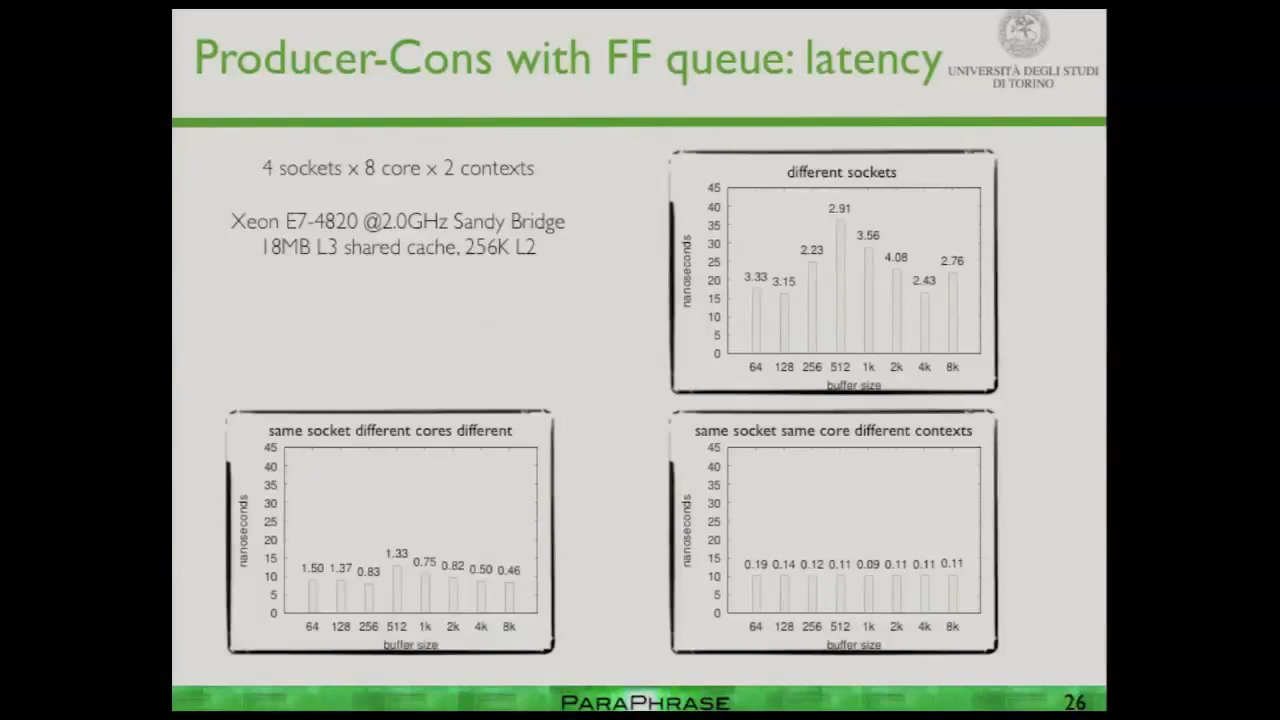 Producer-Cons with FF queue: latency
UNIVERSITÀ DEGLI STUDI
DI TORINO
4 sockets x 8 core x 2 contexts
Xeon E7-4820 @2.0GHz Sandy Bridge
18MB L3 shared cache, 256K L2
different sockets
nanoseconds
45
40
35
30
25
20
15
10
5
0
3.33 3.15 2.23 2.91 3.56 4.08 2.43 2.76
64 128 256 512 1k 2k 4k 8k
buffer size
same socket different cores different
nanoseconds
45
40
35
30
25
20
15
10
5
0
1.50 1.37 0.83 1.33 0.75 0.82 0.50 0.46
64 128 256 512 1k 2k 4k 8k
buffer size
same socket same core different contexts
nanoseconds
45
40
35
30
25
20
15
10
5
0
0.19 0.14 0.12 0.11 0.09 0.11 0.11 0.11
64 128 256 512 1k 2k 4k 8k
buffer size
PARAPHRASE
26